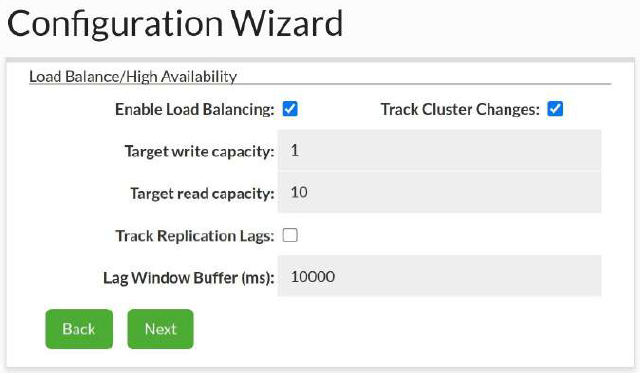 Configuration Wizard
Load Balance/High Availability
Enable Load Balancing: Track Cluster Changes:
Target write capacity: 1
Target read capacity: 10
Track Replication Lags:
Lag Window Buffer (ms): 10000
Back Next